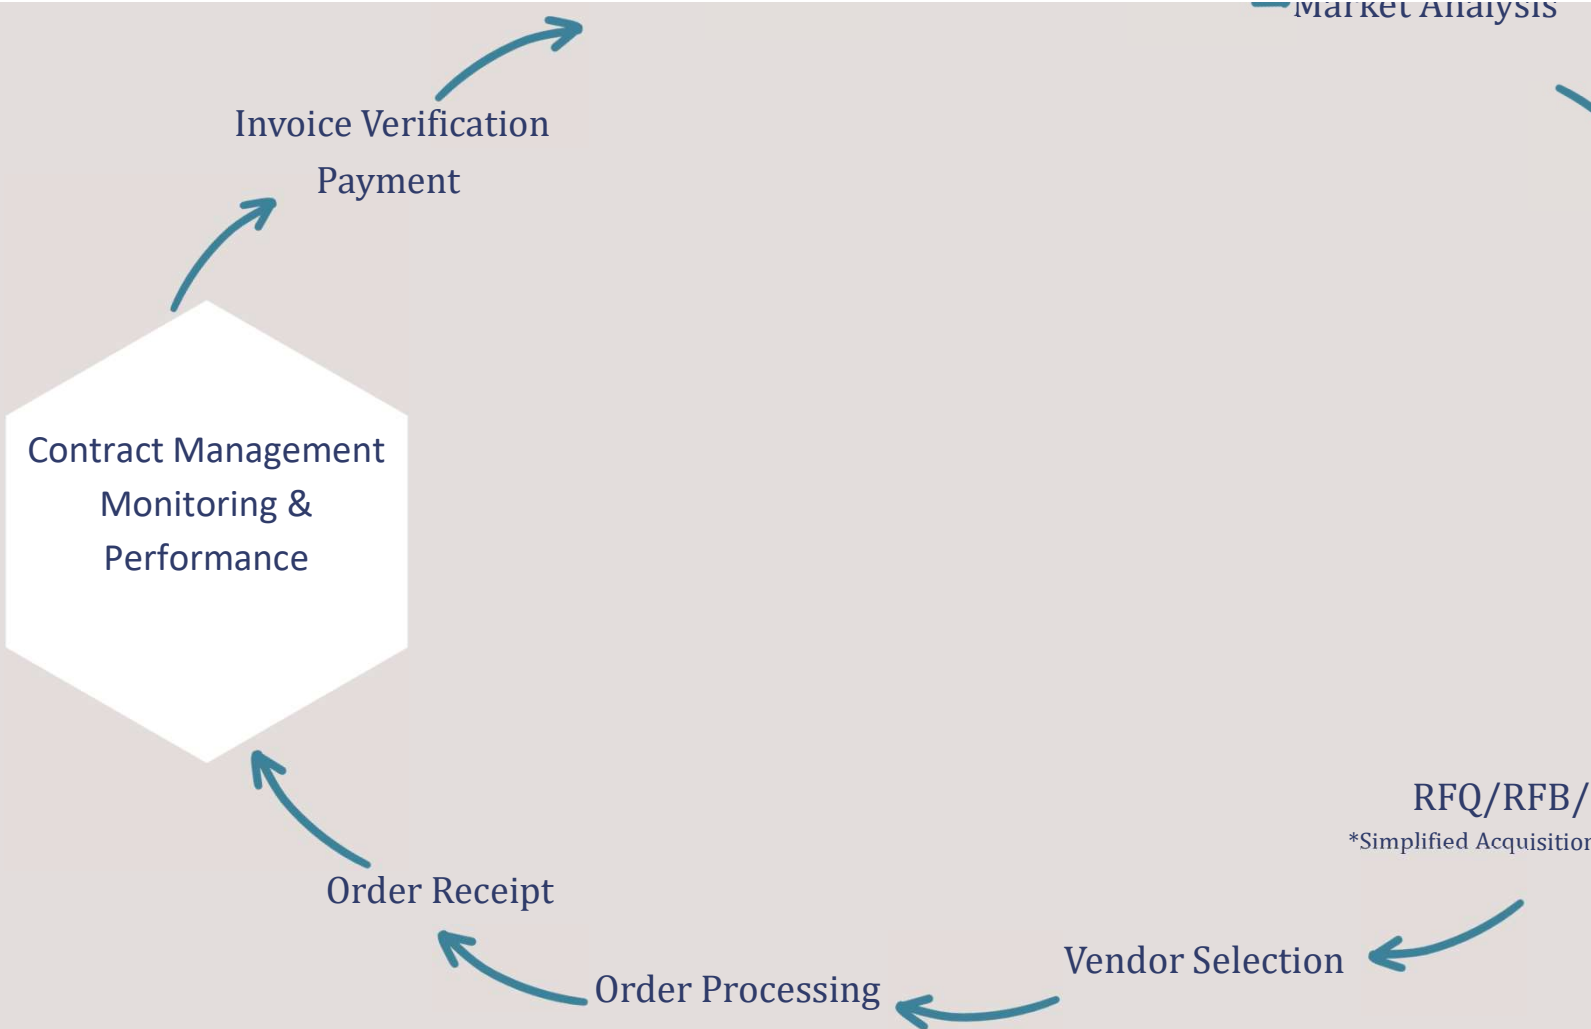 Market Analysis
Invoice Verification
Payment
Contract Management
Monitoring &
Performance
RFQ/RFB/
*Simplified Acquisition
Order Receipt
Vendor Selection
Order Processing